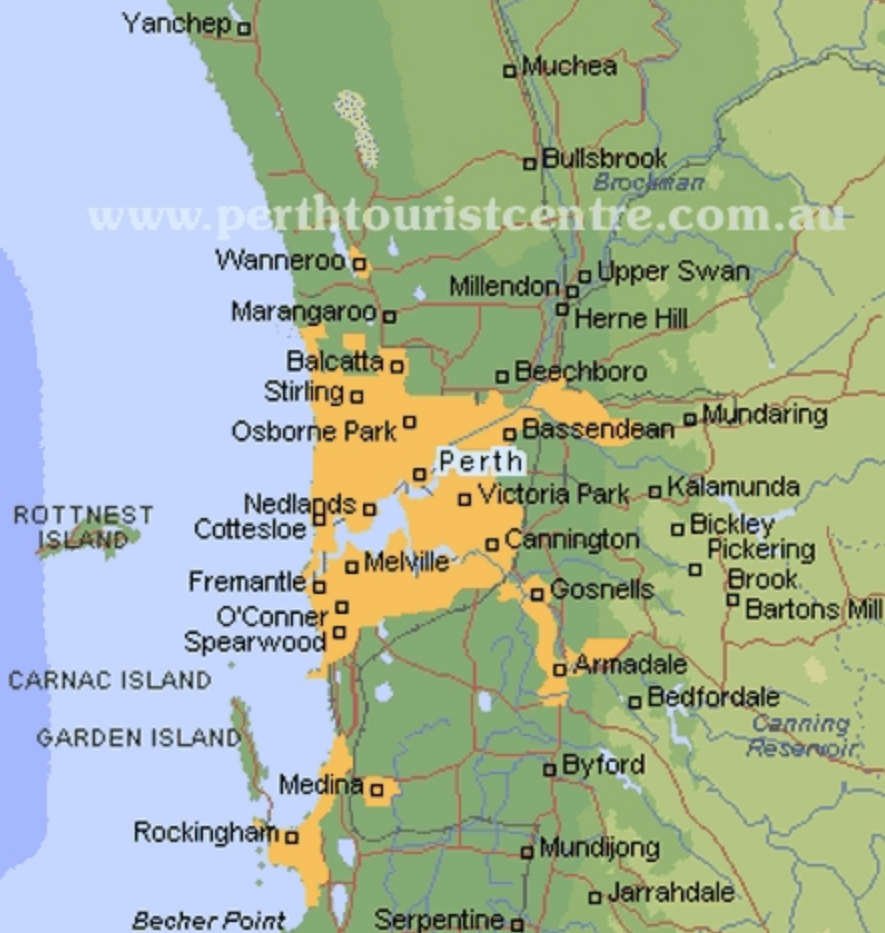 Yanchep
Muchea
Bullsbrook
Brockman
www.perthtouristcentre.com.au
Wanneroo
Upper Swan
Millendon
Marangaroo
Herne Hill
Balcatta
Beechboro
Stirling
Mundaring
Osborne Park
Bassendean
Perth
Kalamunda
Nedlands
Victoria Park
ROTTNEST
ISLAND
Cottesloe
Bickley
Cannington
Pickering
Brook
Melville
Fremantle
Gosnells
Bartons Mill
O'Conner
Spearwood
Armadale
CARNAC ISLAND
Bedfordale
GARDEN ISLAND
Canning
Reservoir
Byford
Medina
Rockingham
Mundijong
Jarrahdale
Becher Point
Serpentine